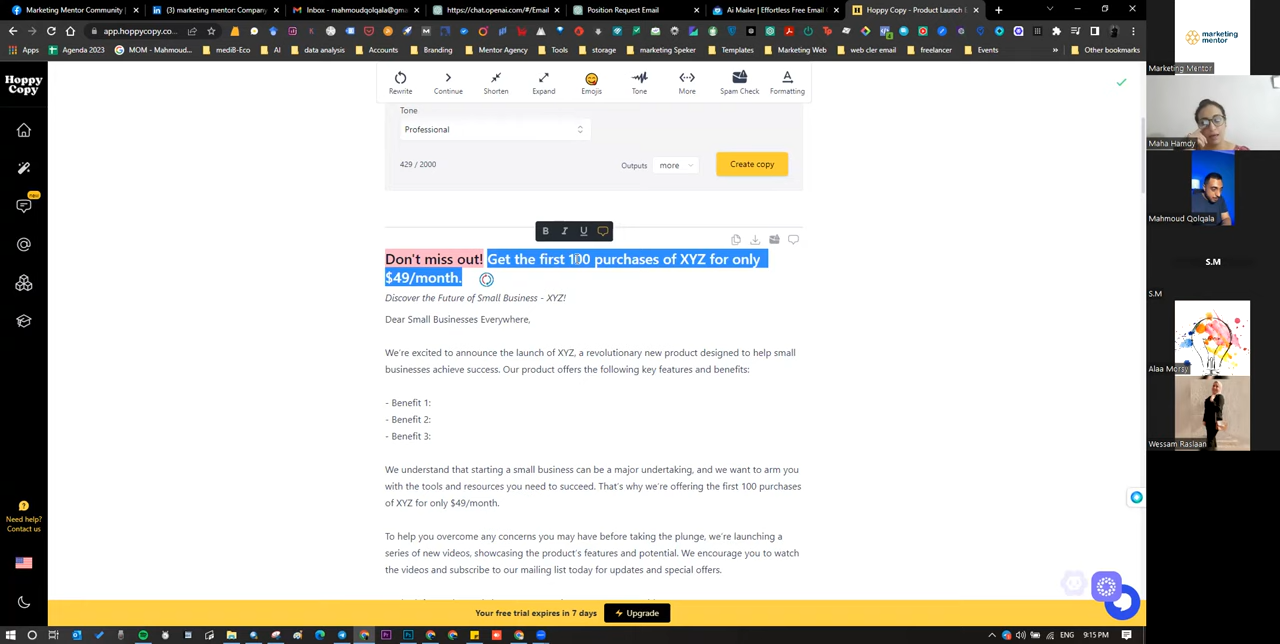 Marketing Mentor Community |
(3) marketing mentor: Compan
Inbox - mahmoudqolqala@gma
https://chat.openai.com/#/Email
Position Request Email
Ai Mailer | Effortless Free Email
Hoppy Copy - Product Launch E
app.hoppycopy.co...
Apps
Agenda 2023
MOM - Mahmoud...
mediB-Eco
AI
data analysis
Accounts
Branding
Mentor Agency
Tools
storage
marketing Speker
Templates
Marketing Web
web cler email
freelancer
Events
Other bookmarks
Hoppy
Copy
Rewrite
Continue
Shorten
Expand
Emojis
Tone
More
Spam Check
Formatting
Tone
Professional
429 / 2000
Outputs
more
Create copy
new
B I U
Don't miss out! Get the first 100 purchases of XYZ for only
$49/month.
Discover the Future of Small Business - XYZ!
Dear Small Businesses Everywhere,
We're excited to announce the launch of XYZ, a revolutionary new product designed to help small
businesses achieve success. Our product offers the following key features and benefits:
- Benefit 1:
- Benefit 2:
- Benefit 3:
We understand that starting a small business can be a major undertaking, and we want to arm you
with the tools and resources you need to succeed. That's why we're offering the first 100 purchases
of XYZ for only $49/month.
To help you overcome any concerns you may have before taking the plunge, we're launching a
series of new videos, showcasing the product's features and potential. We encourage you to watch
the videos and subscribe to our mailing list today for updates and special offers.
Need help?
Contact us
Your free trial expires in 7 days
Upgrade
ENG
9:15 PM
marketing
mentor
Marketing Mentor
Maha Hamdy
Mahmoud Qolqala
S.M
S.M
Alaa Morsy
Wessam Raslaan